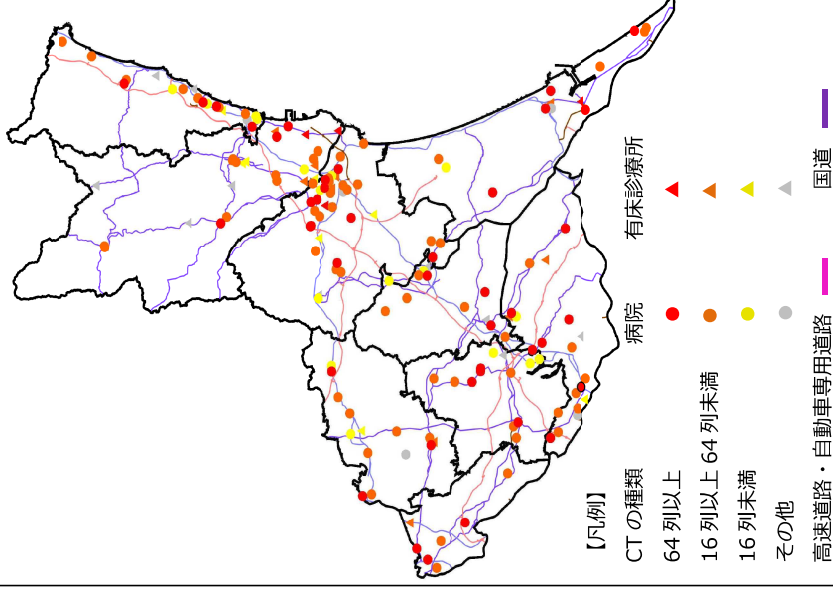 【凡例】
CT の種類 病院 有床診療所
64 列以上
16 列以上 64 列未満
16 列未満
その他
高速道路・自動車専用道路 国道